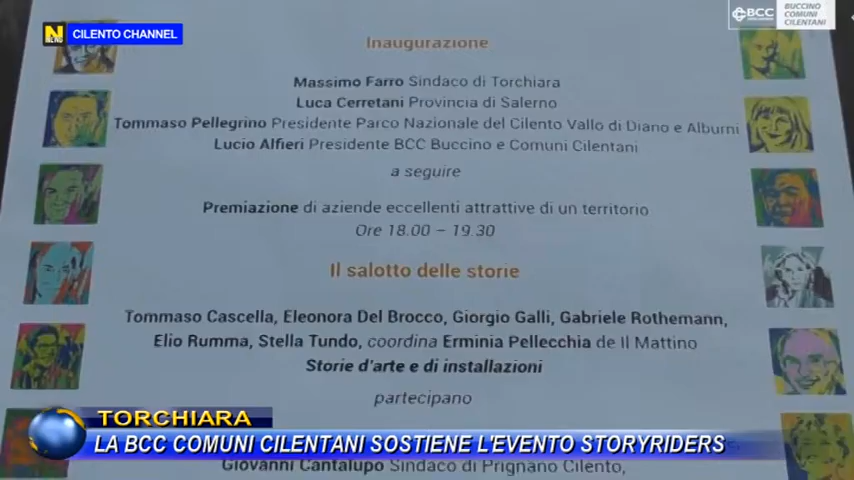 N
CILENTO CHANNEL
BCC
BUCCINO
COMUNI
CILENTANI
Inaugurazione
Massimo Farro Sindaco di Torchiara
Luca Cerretani Provincia di Salerno
Tommaso Pellegrino Presidente Parco Nazionale del Cilento Vallo di Diano e Alburni
Lucio Alfieri Presidente BCC Buccino e Comuni Cilentani
a seguire
Premiazione di aziende eccellenti attrattive di un territorio
Ore 18.00 – 19.30
Il salotto delle storie
Tommaso Cascella, Eleonora Del Brocco, Giorgio Galli, Gabriele Rothemann,
Elio Rumma, Stella Tundo, coordina Erminia Pellecchia de Il Mattino
Storie d'arte e di installazioni
partecipano
TORCHIARA
LA BCC COMUNI CILENTANI SOSTIENE L'EVENTO STORYRIDERS
Giovanni Cantalupo Sindaco di Prignano Cilento,